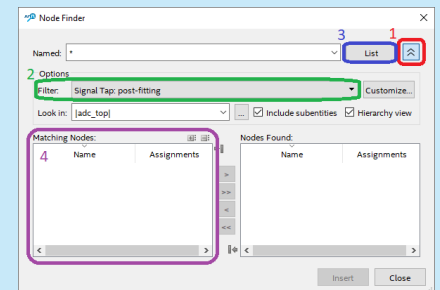 Node Finder
3 1
Named: * List
2 Options
Filter: Signal Tap: post-fitting Customize...
Look in: |adc_top| ... Include subentities Hierarchy view
Matching Nodes: Nodes Found:
4 Name Assignments Name Assignments
>
>>
<
<<
Insert Close